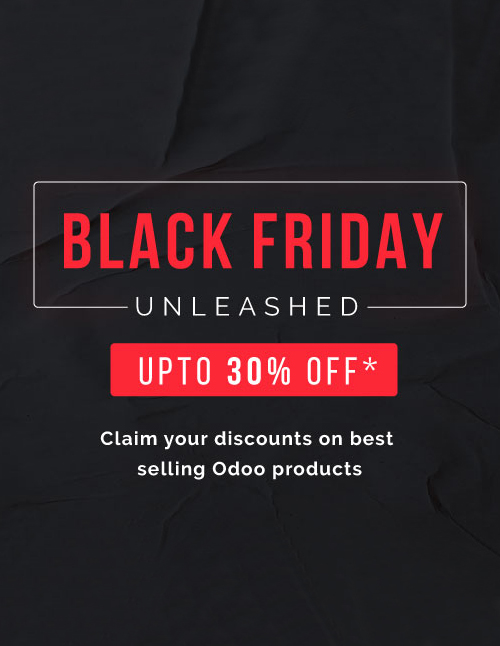 BLACK FRIDAY
UNLEASHED
UPTO 30% OFF*
Claim your discounts on best
selling Odoo products